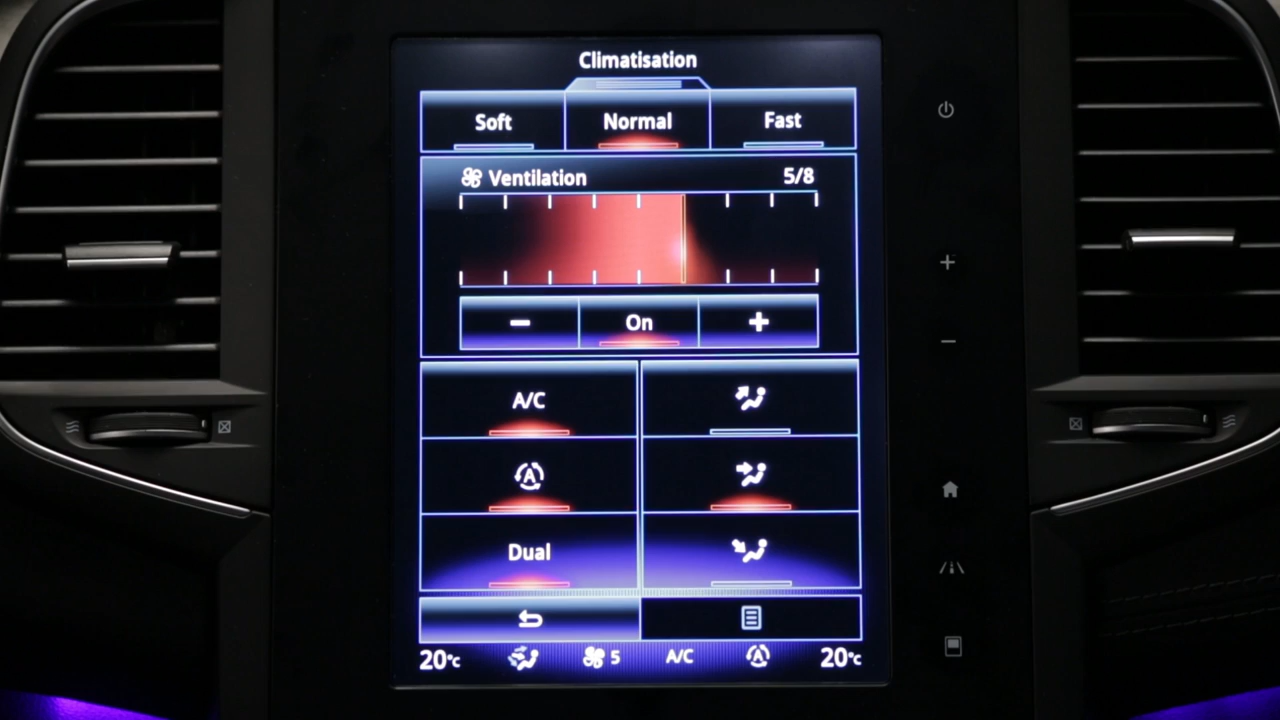 Climatisation
Soft Normal Fast
Ventilation 5/8
On
A/C
A
Dual
20°C 5 A/C A 20°C